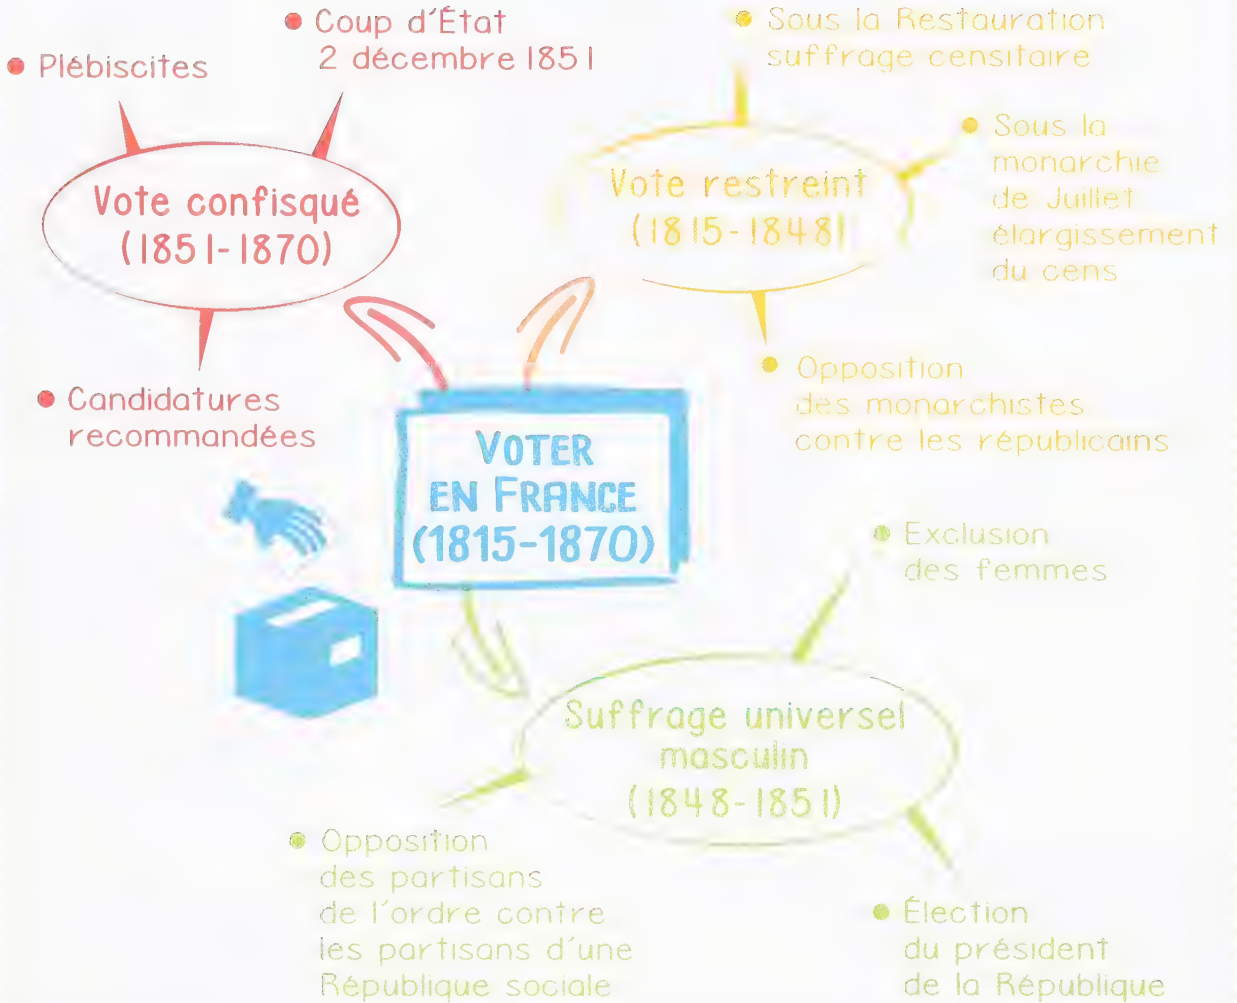 Coup d'État
2 décembre 1851
Plébiscites
Vote confisqué
(1851-1870)
Candidatures
recommandées
Sous la Restauration
suffrage censitaire
Sous la
monarchie
de Juillet
élargissement
du cens
Vote restreint
(1815-1848)
Opposition
des monarchistes
contre les républicains
VOTER
EN FRANCE
(1815-1870)
Exclusion
des femmes
Suffrage universel
masculin
(1848-1851)
Opposition
des partisans
de l'ordre contre
les partisans d'une
République sociale
Élection
du président
de la République